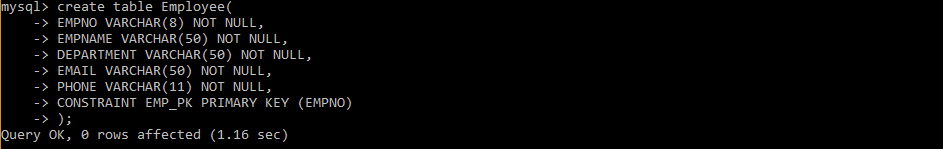 mysql> create table Employee(
    -> EMPNO VARCHAR(8) NOT NULL,
    -> EMPNAME VARCHAR(50) NOT NULL,
    -> DEPARTMENT VARCHAR(50) NOT NULL,
    -> EMAIL VARCHAR(50) NOT NULL,
    -> PHONE VARCHAR(11) NOT NULL,
    -> CONSTRAINT EMP_PK PRIMARY KEY (EMPNO)
    -> );
Query OK, 0 rows affected (1.16 sec)